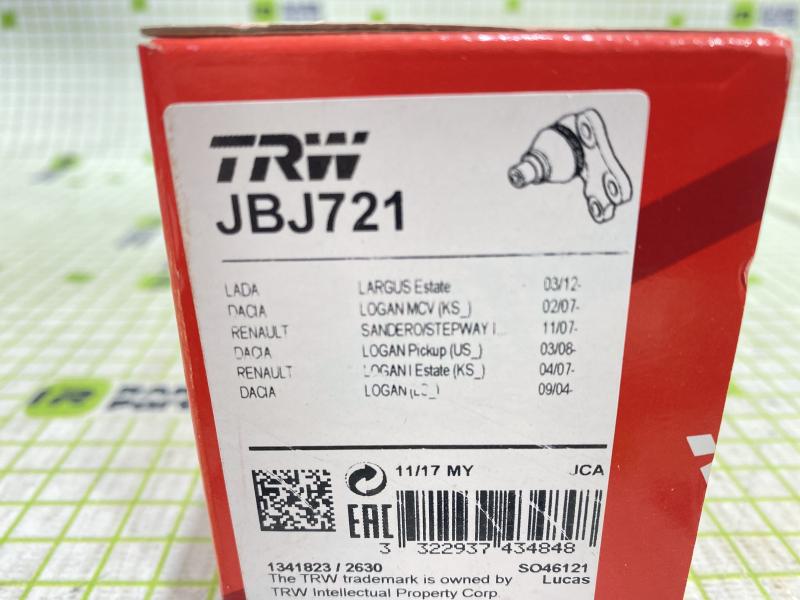 TRW
JBJ721
LADA LARGUS Estate 03/12-
DACIA LOGAN MCV (KS_) 02/07-
RENAULT SANDERO/STEPWAY I... 11/07-
DACIA LOGAN Pickup (US_) 03/08-
RENAULT LOGAN I Estate (KS_) 04/07-
DACIA LOGAN 09/04-
11/17 MY JCA
EAC
3 322937 434848
1341823 / 2630 SO46121
The TRW trademark is owned by Lucas
TRW Intellectual Property Corp.